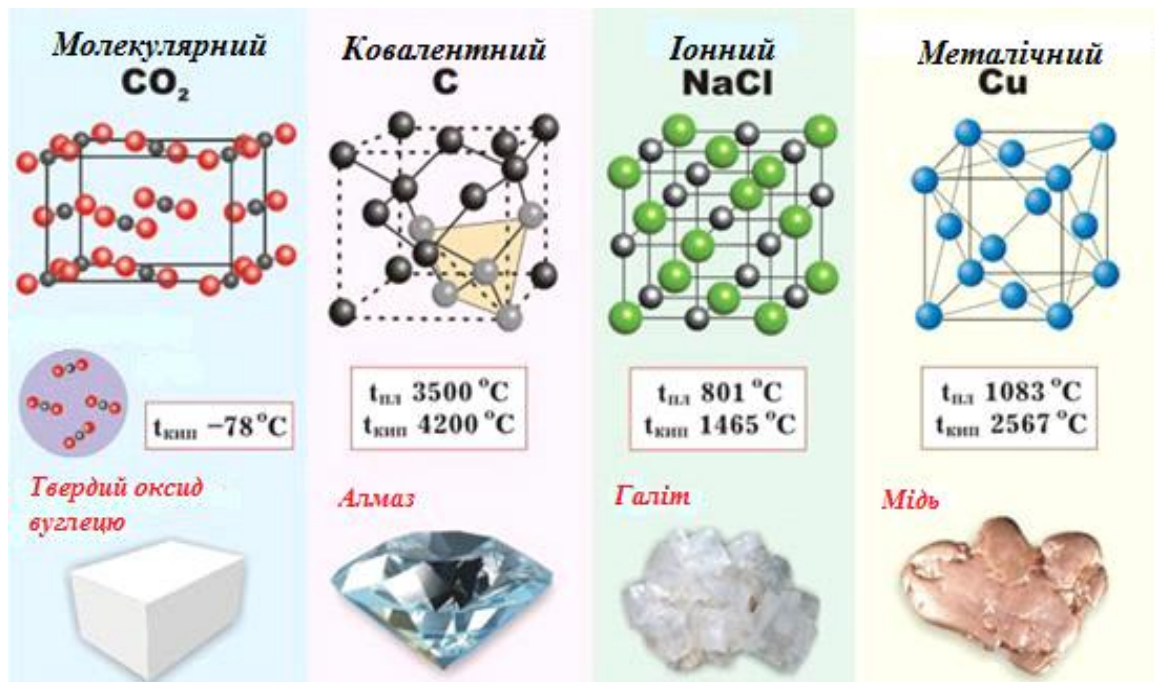 Молекулярний
CO₂
tкип −78 °C
Твердий оксид
вуглецю
Ковалентний
C
tпл 3500 °C
tкип 4200 °C
Алмаз
Іонний
NaCl
tпл 801 °C
tкип 1465 °C
Галіт
Металічний
Cu
tпл 1083 °C
tкип 2567 °C
Мідь